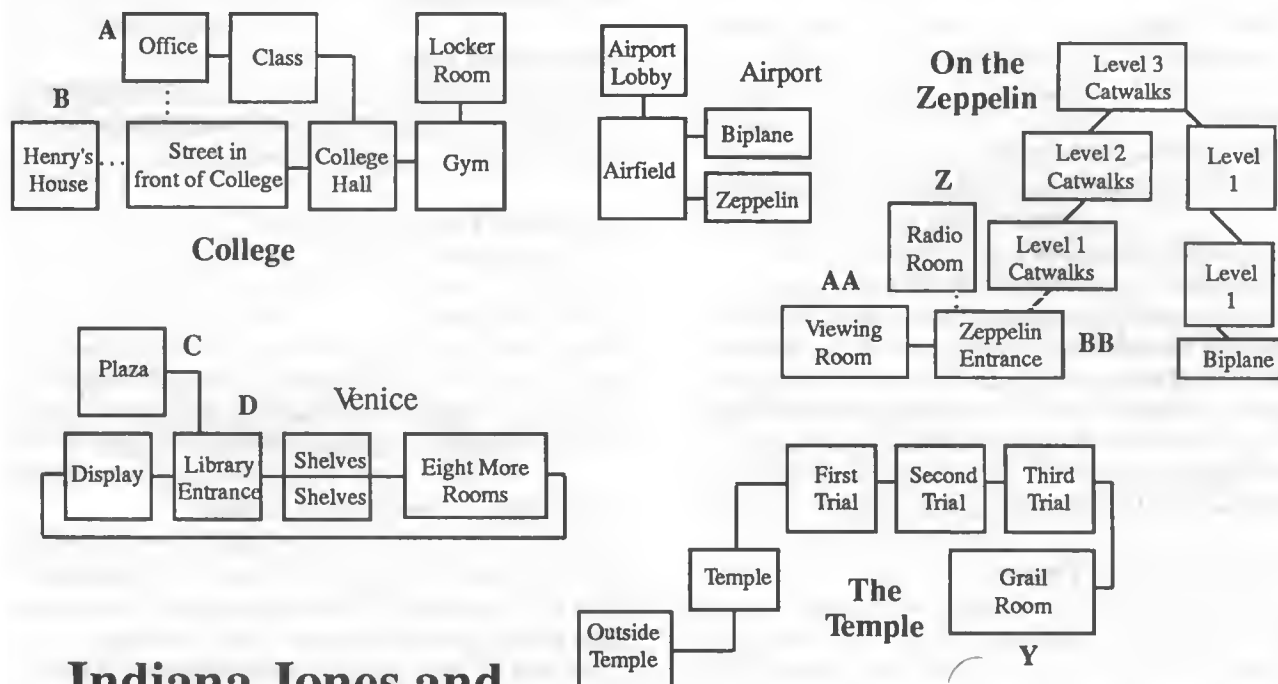 A
Office
Class
Locker
Room
B
Henry's
House
Street in
front of College
College
Hall
Gym
College
Airport
Lobby
Airport
Airfield
Biplane
Zeppelin
On the
Zeppelin
Level 3
Catwalks
Level 2
Catwalks
Level
1
Z
Radio
Room
Level 1
Catwalks
Level
1
AA
Viewing
Room
Zeppelin
Entrance
BB
Biplane
Plaza
C
D
Venice
Display
Library
Entrance
Shelves
Shelves
Eight More
Rooms
First
Trial
Second
Trial
Third
Trial
Temple
The
Temple
Grail
Room
Y
Outside
Temple
Indiana Jones and